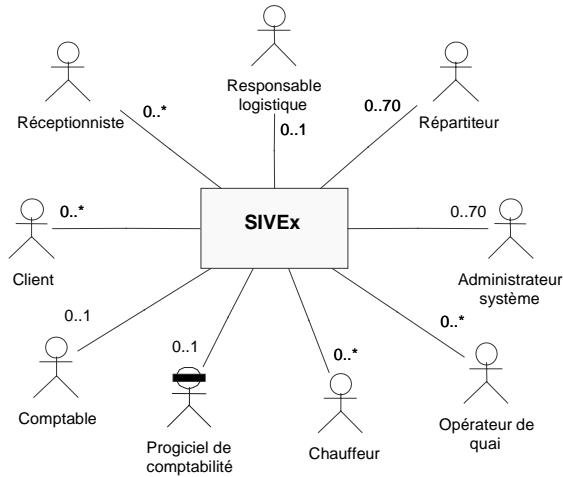 Responsable
logistique
Réceptionniste
0..*
0..1
0..70
Répartiteur
SIVEx
0..*
Client
0..70
Administrateur
système
0..1
Comptable
0..1
Progiciel de
comptabilité
0..*
Chauffeur
0..*
Opérateur de
quai